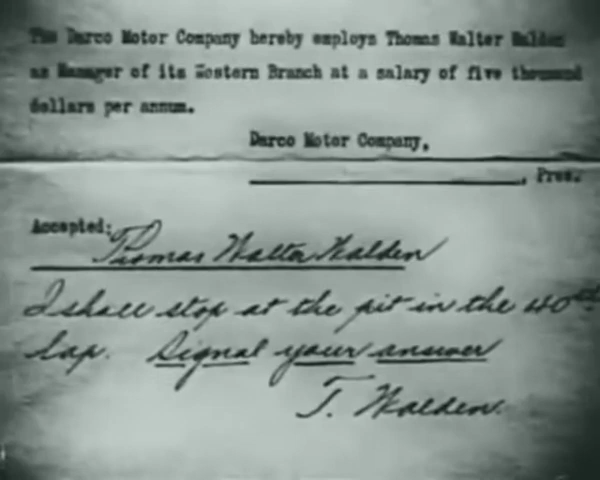 The Darco Motor Company hereby employs Thomas Walter Walden
as Manager of its Western Branch at a salary of five thousand
dollars per annum.
Darco Motor Company,
, Pres.
Accepted:
Thomas Walter Walden
I shall stop at the pit in the 40th
lap. Signal your answer
T. Walden.